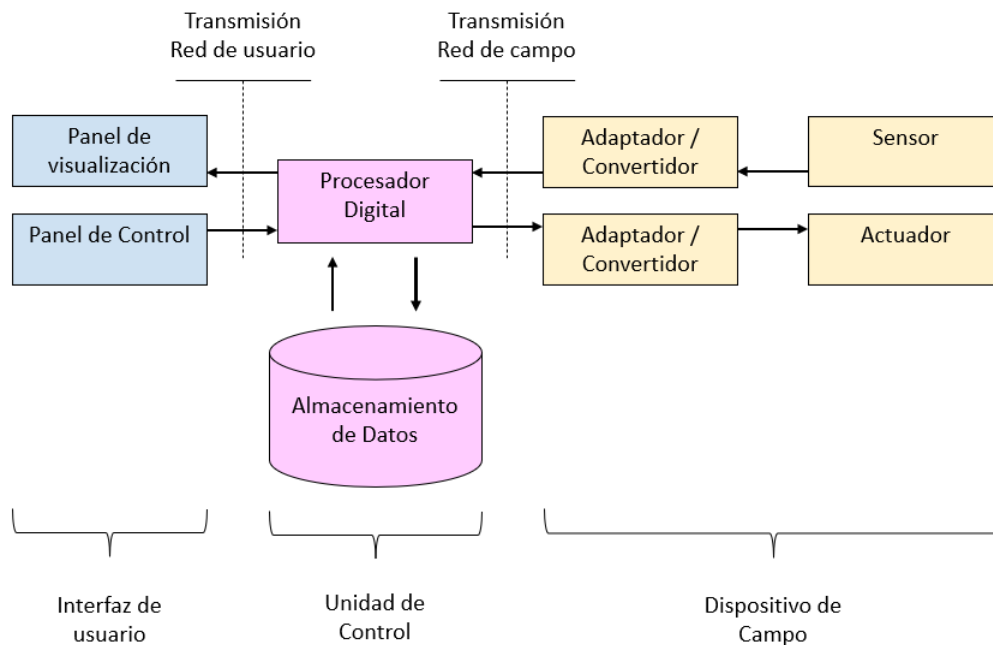 Transmisión
Red de usuario
Transmisión
Red de campo
Panel de
visualización
Procesador
Digital
Adaptador /
Convertidor
Sensor
Panel de Control
Adaptador /
Convertidor
Actuador
Almacenamiento
de Datos
Interfaz de
usuario
Unidad de
Control
Dispositivo de
Campo